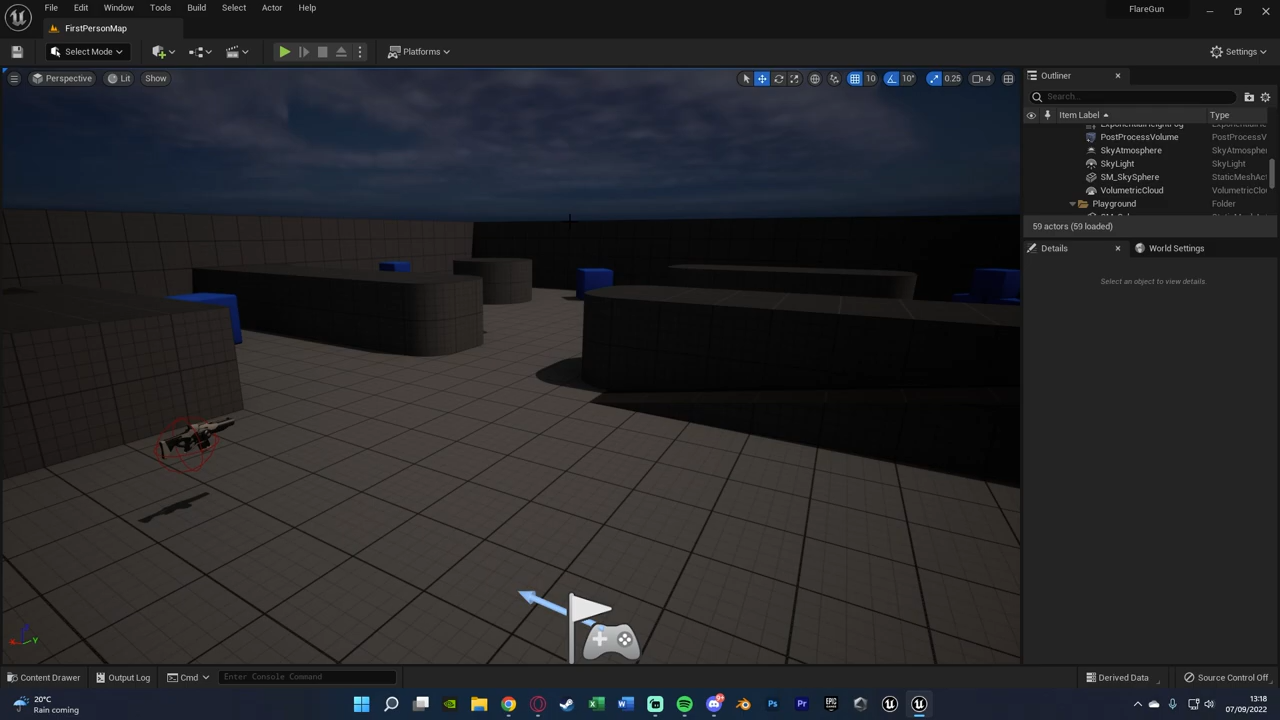 File Edit Window Tools Build Select Actor Help
FlareGun
FirstPersonMap
Select Mode
Platforms
Settings
Perspective Lit Show
10 10° 0.25 4
Outliner
Search...
Item Label Type
ExponentialHeightFog
PostProcessVolume PostProcessV
SkyAtmosphere SkyAtmosphe
SkyLight SkyLight
SM_SkySphere StaticMeshAct
VolumetricCloud VolumetricClo
Playground Folder
59 actors (59 loaded)
Details World Settings
Select an object to view details
Y
Content Drawer Output Log Cmd Enter Console Command
Derived Data Source Control Off
20°C
Rain coming
13:18
07/09/2022